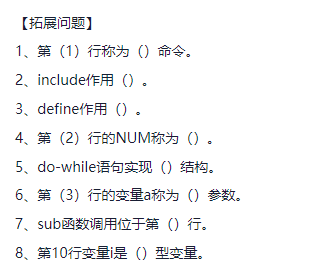 【拓展问题】
1、第（1）行称为（）命令。
2、include作用（）。
3、define作用（）。
4、第（2）行的NUM称为（）。
5、do-while语句实现（）结构。
6、第（3）行的变量a称为（）参数。
7、sub函数调用位于第（）行。
8、第10行变量i是（）型变量。